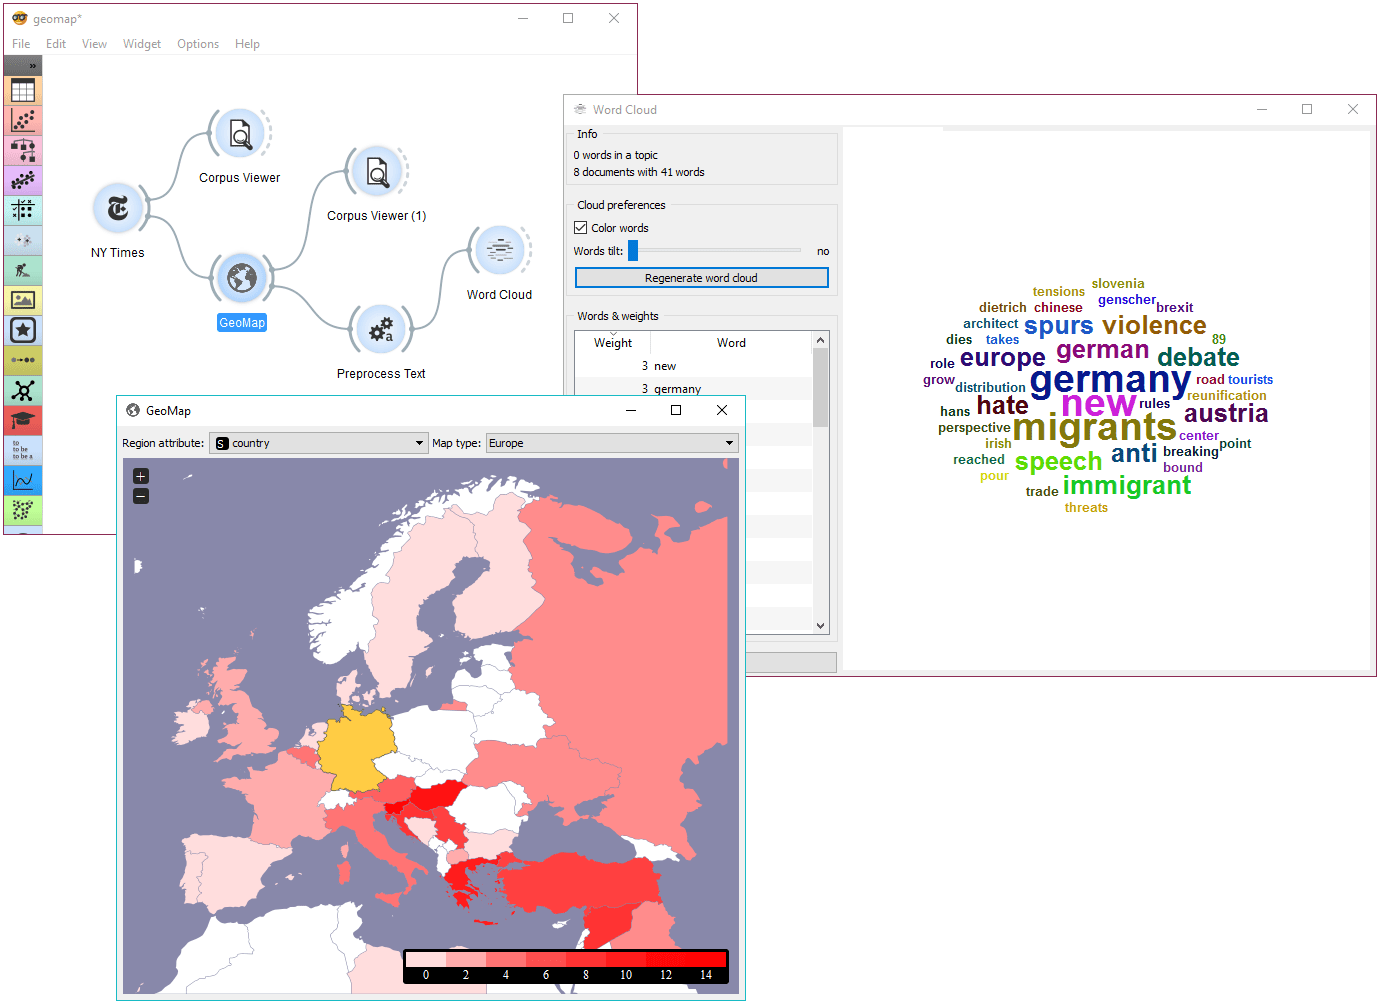 geomap*
File Edit View Widget Options Help
»
Corpus Viewer
Corpus Viewer (1)
NY Times
Word Cloud
GeoMap
a
Preprocess Text
to
to be
to be a
Word Cloud
Info
0 words in a topic
8 documents with 41 words
Cloud preferences
Color words
Words tilt: no
Regenerate word cloud
Words & weights
Weight Word
3 new
3 germany
slovenia
tensions
genscher
dietrich chinese brexit
architect spurs violence
dies takes 89
role europe german debate
grow distribution germany road tourists
hans hate new rules reunification
perspective migrants austria
irish center
reached speech anti breaking point
pour bound
trade immigrant
threats
GeoMap
Region attribute: S country Map type: Europe
+
−
0 2 4 6 8 10 12 14